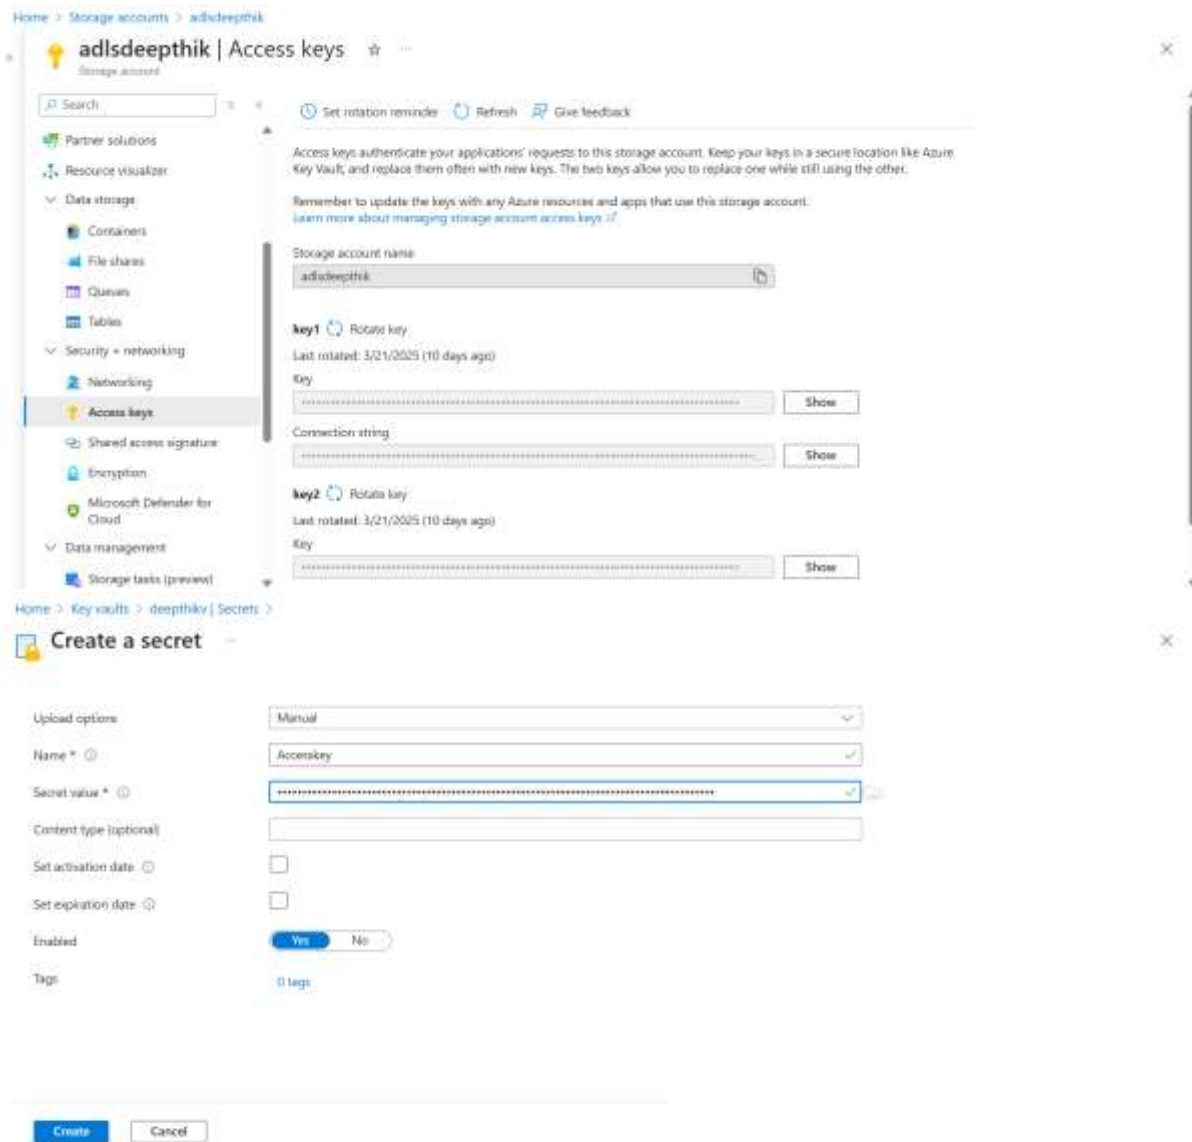 Home > Storage accounts > adlsdeepthik
adlsdeepthik | Access keys
Storage account
Search
Partner solutions
Resource visualizer
Data storage
Containers
File shares
Queues
Tables
Security + networking
Networking
Access keys
Shared access signature
Encryption
Microsoft Defender for
Cloud
Data management
Storage tasks (preview)
Set rotation reminder Refresh Give feedback
Access keys authenticate your applications' requests to this storage account. Keep your keys in a secure location like Azure
Key Vault, and replace them often with new keys. The two keys allow you to replace one while still using the other.
Remember to update the keys with any Azure resources and apps that use this storage account.
Learn more about managing storage account access keys
Storage account name
adlsdeepthik
key1 Rotate key
Last rotated: 3/21/2025 (10 days ago)
Key
Show
Connection string
Show
key2 Rotate key
Last rotated: 3/21/2025 (10 days ago)
Key
Show
Home > Key vaults > deepthikv | Secrets >
Create a secret
Upload options
Manual
Name *
Accesskey
Secret value *
Content type (optional)
Set activation date
Set expiration date
Enabled
Yes No
Tags
0 tags
Create Cancel